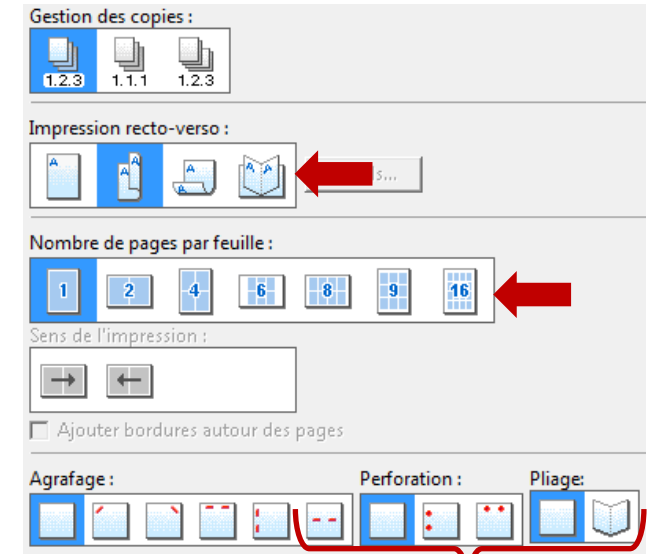 Gestion des copies :
1.2.3 1.1.1 1.2.3
Impression recto-verso :
A A A A A
s...
Nombre de pages par feuille :
1 2 4 6 8 9 16
Sens de l'impression :
Ajouter bordures autour des pages
Agrafage : Perforation : Pliage: